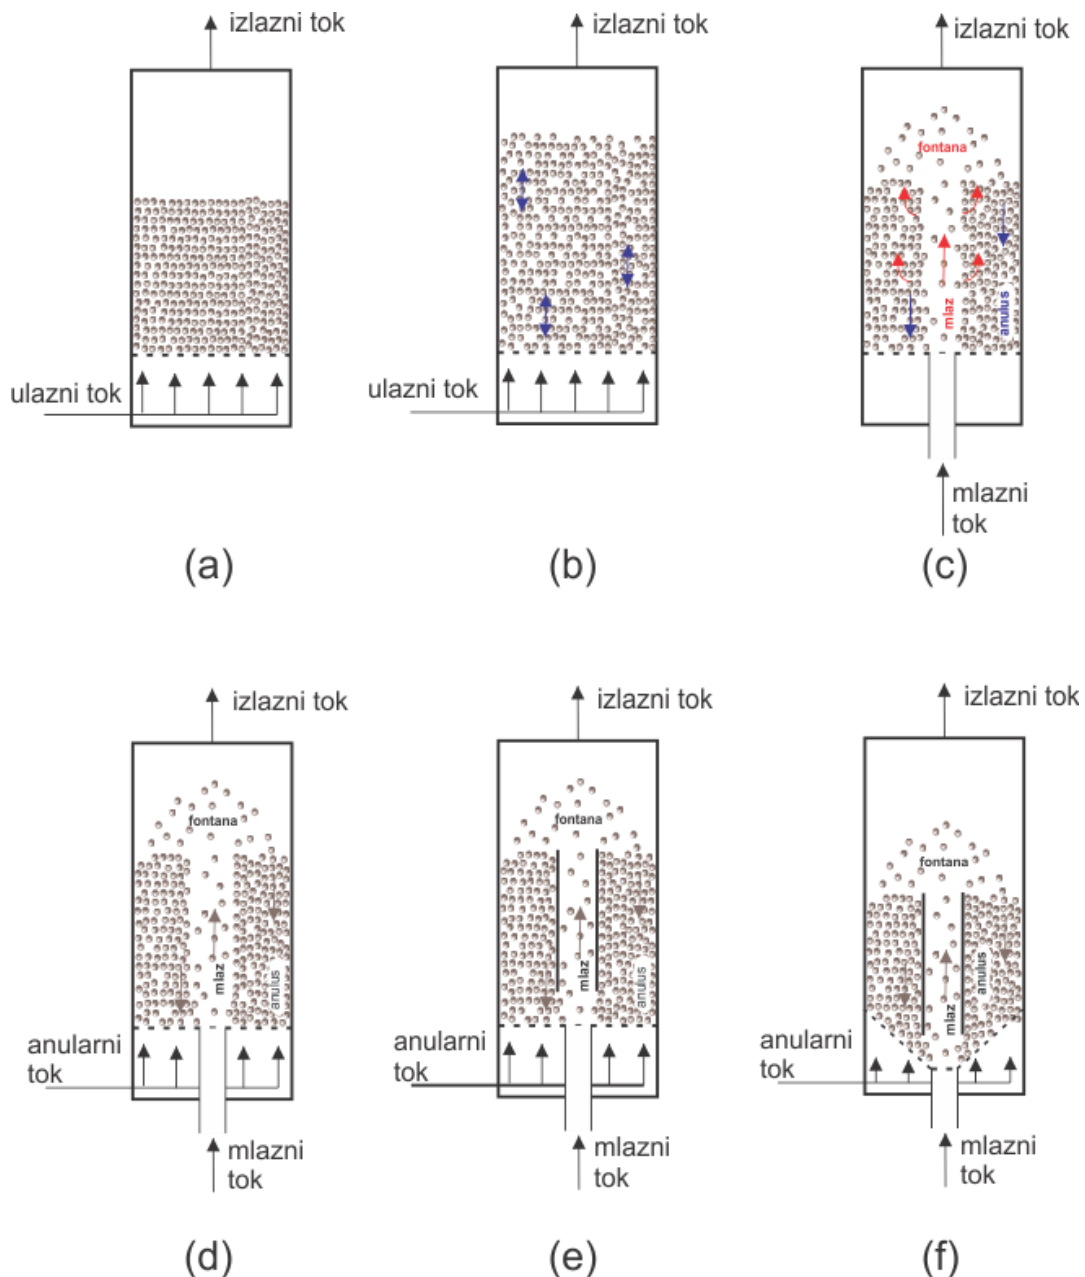 izlazni tok
izlazni tok
izlazni tok
fontana
mlaz
anulus
ulazni tok
ulazni tok
mlazni
tok
(a)
(b)
(c)
izlazni tok
izlazni tok
izlazni tok
fontana
fontana
fontana
mlaz
anulus
mlaz
anulus
mlaz
anulus
anularni
tok
anularni
tok
anularni
tok
mlazni
tok
mlazni
tok
mlazni
tok
(d)
(e)
(f)